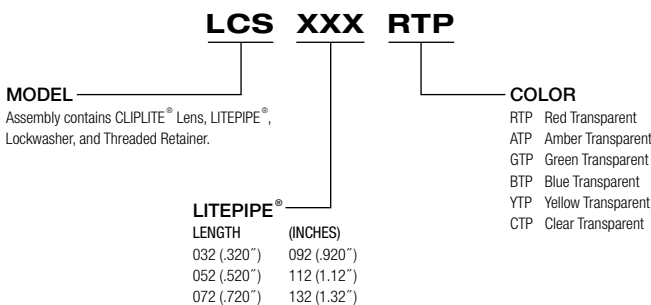 LCS XXX RTP
MODEL
Assembly contains CLIPLITE® Lens, LITEPIPE®,
Lockwasher, and Threaded Retainer.
COLOR
RTP Red Transparent
ATP Amber Transparent
GTP Green Transparent
BTP Blue Transparent
YTP Yellow Transparent
CTP Clear Transparent
LITEPIPE®
LENGTH (INCHES)
032 (.320˝) 092 (.920˝)
052 (.520˝) 112 (1.12˝)
072 (.720˝) 132 (1.32˝)